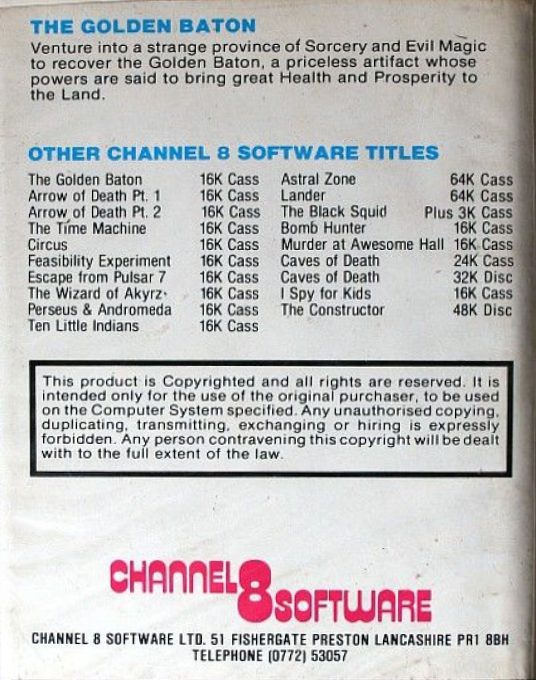 THE GOLDEN BATON
Venture into a strange province of Sorcery and Evil Magic
to recover the Golden Baton, a priceless artifact whose
powers are said to bring great Health and Prosperity to
the Land.
OTHER CHANNEL 8 SOFTWARE TITLES
The Golden Baton 16K Cass
Arrow of Death Pt. 1 16K Cass
Arrow of Death Pt. 2 16K Cass
The Time Machine 16K Cass
Circus 16K Cass
Feasibility Experiment 16K Cass
Escape from Pulsar 7 16K Cass
The Wizard of Akyrz 16K Cass
Perseus & Andromeda 16K Cass
Ten Little Indians 16K Cass
Astral Zone 64K Cass
Lander 64K Cass
The Black Squid Plus 3K Cass
Bomb Hunter 16K Cass
Murder at Awesome Hall 16K Cass
Caves of Death 24K Cass
Caves of Death 32K Disc
I Spy for Kids 16K Cass
The Constructor 48K Disc
This product is Copyrighted and all rights are reserved. It is
intended only for the use of the original purchaser, to be used
on the Computer System specified. Any unauthorised copying,
duplicating, transmitting, exchanging or hiring is expressly
forbidden. Any person contravening this copyright will be dealt
with to the full extent of the law.
CHANNEL 8 SOFTWARE
CHANNEL 8 SOFTWARE LTD. 51 FISHERGATE PRESTON LANCASHIRE PR1 8BH
TELEPHONE (0772) 53057